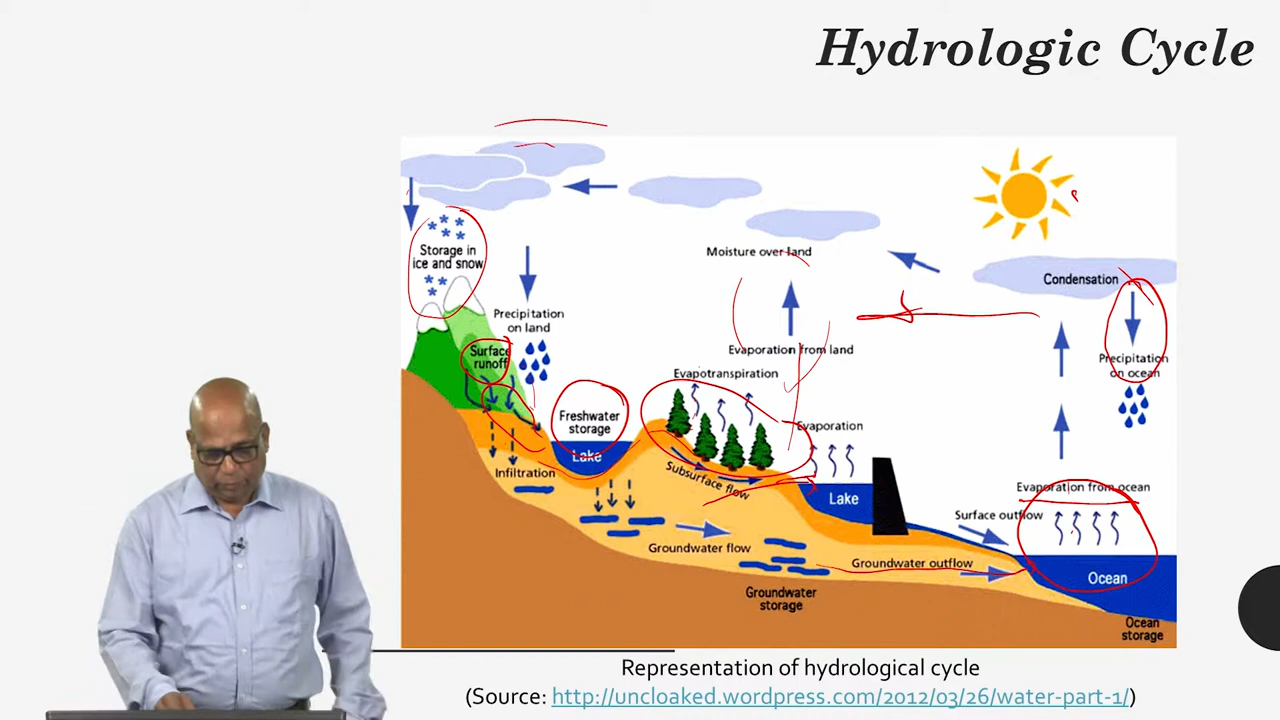 Hydrologic Cycle
Storage in
ice and snow
Moisture over land
Condensation
Precipitation
on land
Surface
runoff
Evaporation from land
Precipitation
on ocean
Evapotranspiration
Freshwater
storage
Evaporation
Lake
Infiltration
Subsurface flow
Lake
Evaporation from ocean
Surface outflow
Groundwater flow
Groundwater outflow
Ocean
Groundwater
storage
Ocean
storage
Representation of hydrological cycle
(Source: http://uncloaked.wordpress.com/2012/03/26/water-part-1/)